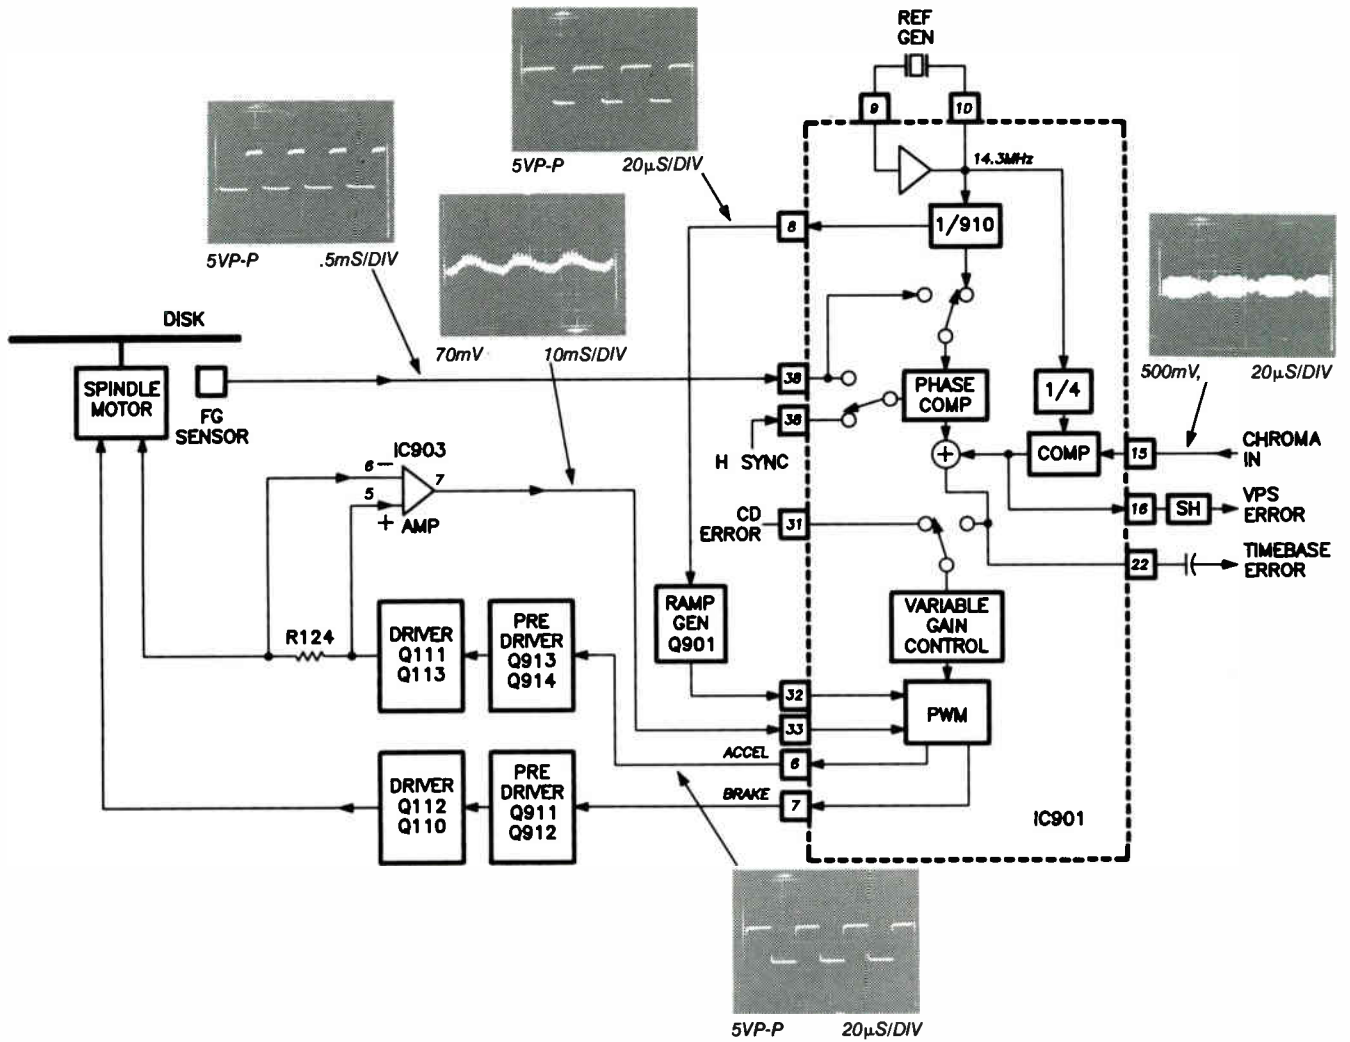 REF
GEN
9
10
14.3MHz
5VP-P 20µS/DIV
5VP-P .5mS/DIV
8
1/910
70mV 10mS/DIV
500mV, 20µS/DIV
DISK
SPINDLE
MOTOR
FG
SENSOR
38
38
H SYNC
PHASE
COMP
1/4
COMP
+
15
CHROMA
IN
16
SH
VPS
ERROR
IC903
6 −
7
5
+ AMP
CD
ERROR
31
22
TIMEBASE
ERROR
RAMP
GEN
Q901
VARIABLE
GAIN
CONTROL
R124
DRIVER
Q111
Q113
PRE
DRIVER
Q913
Q914
32
33
PWM
ACCEL
6
BRAKE
7
DRIVER
Q112
Q110
PRE
DRIVER
Q911
Q912
IC901
5VP-P 20µS/DIV